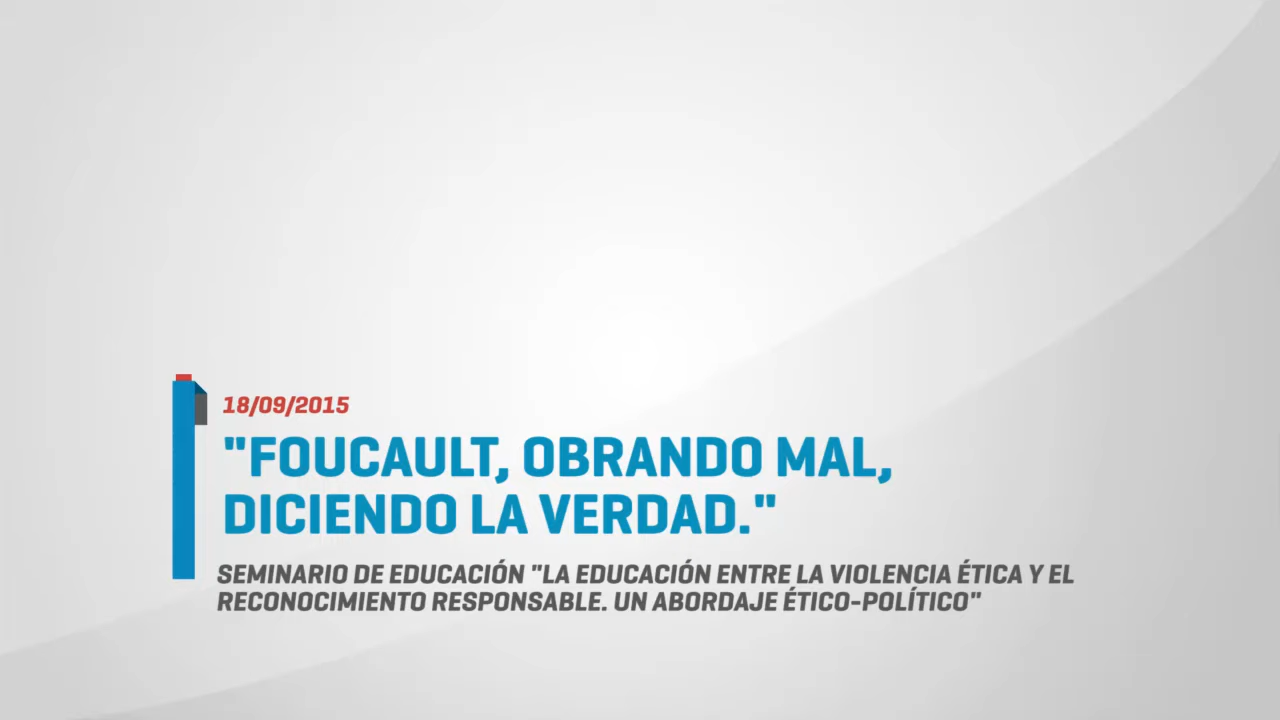 18/09/2015
"FOUCAULT, OBRANDO MAL,
DICIENDO LA VERDAD."
SEMINARIO DE EDUCACIÓN "LA EDUCACIÓN ENTRE LA VIOLENCIA ÉTICA Y EL
RECONOCIMIENTO RESPONSABLE. UN ABORDAJE ÉTICO-POLÍTICO"